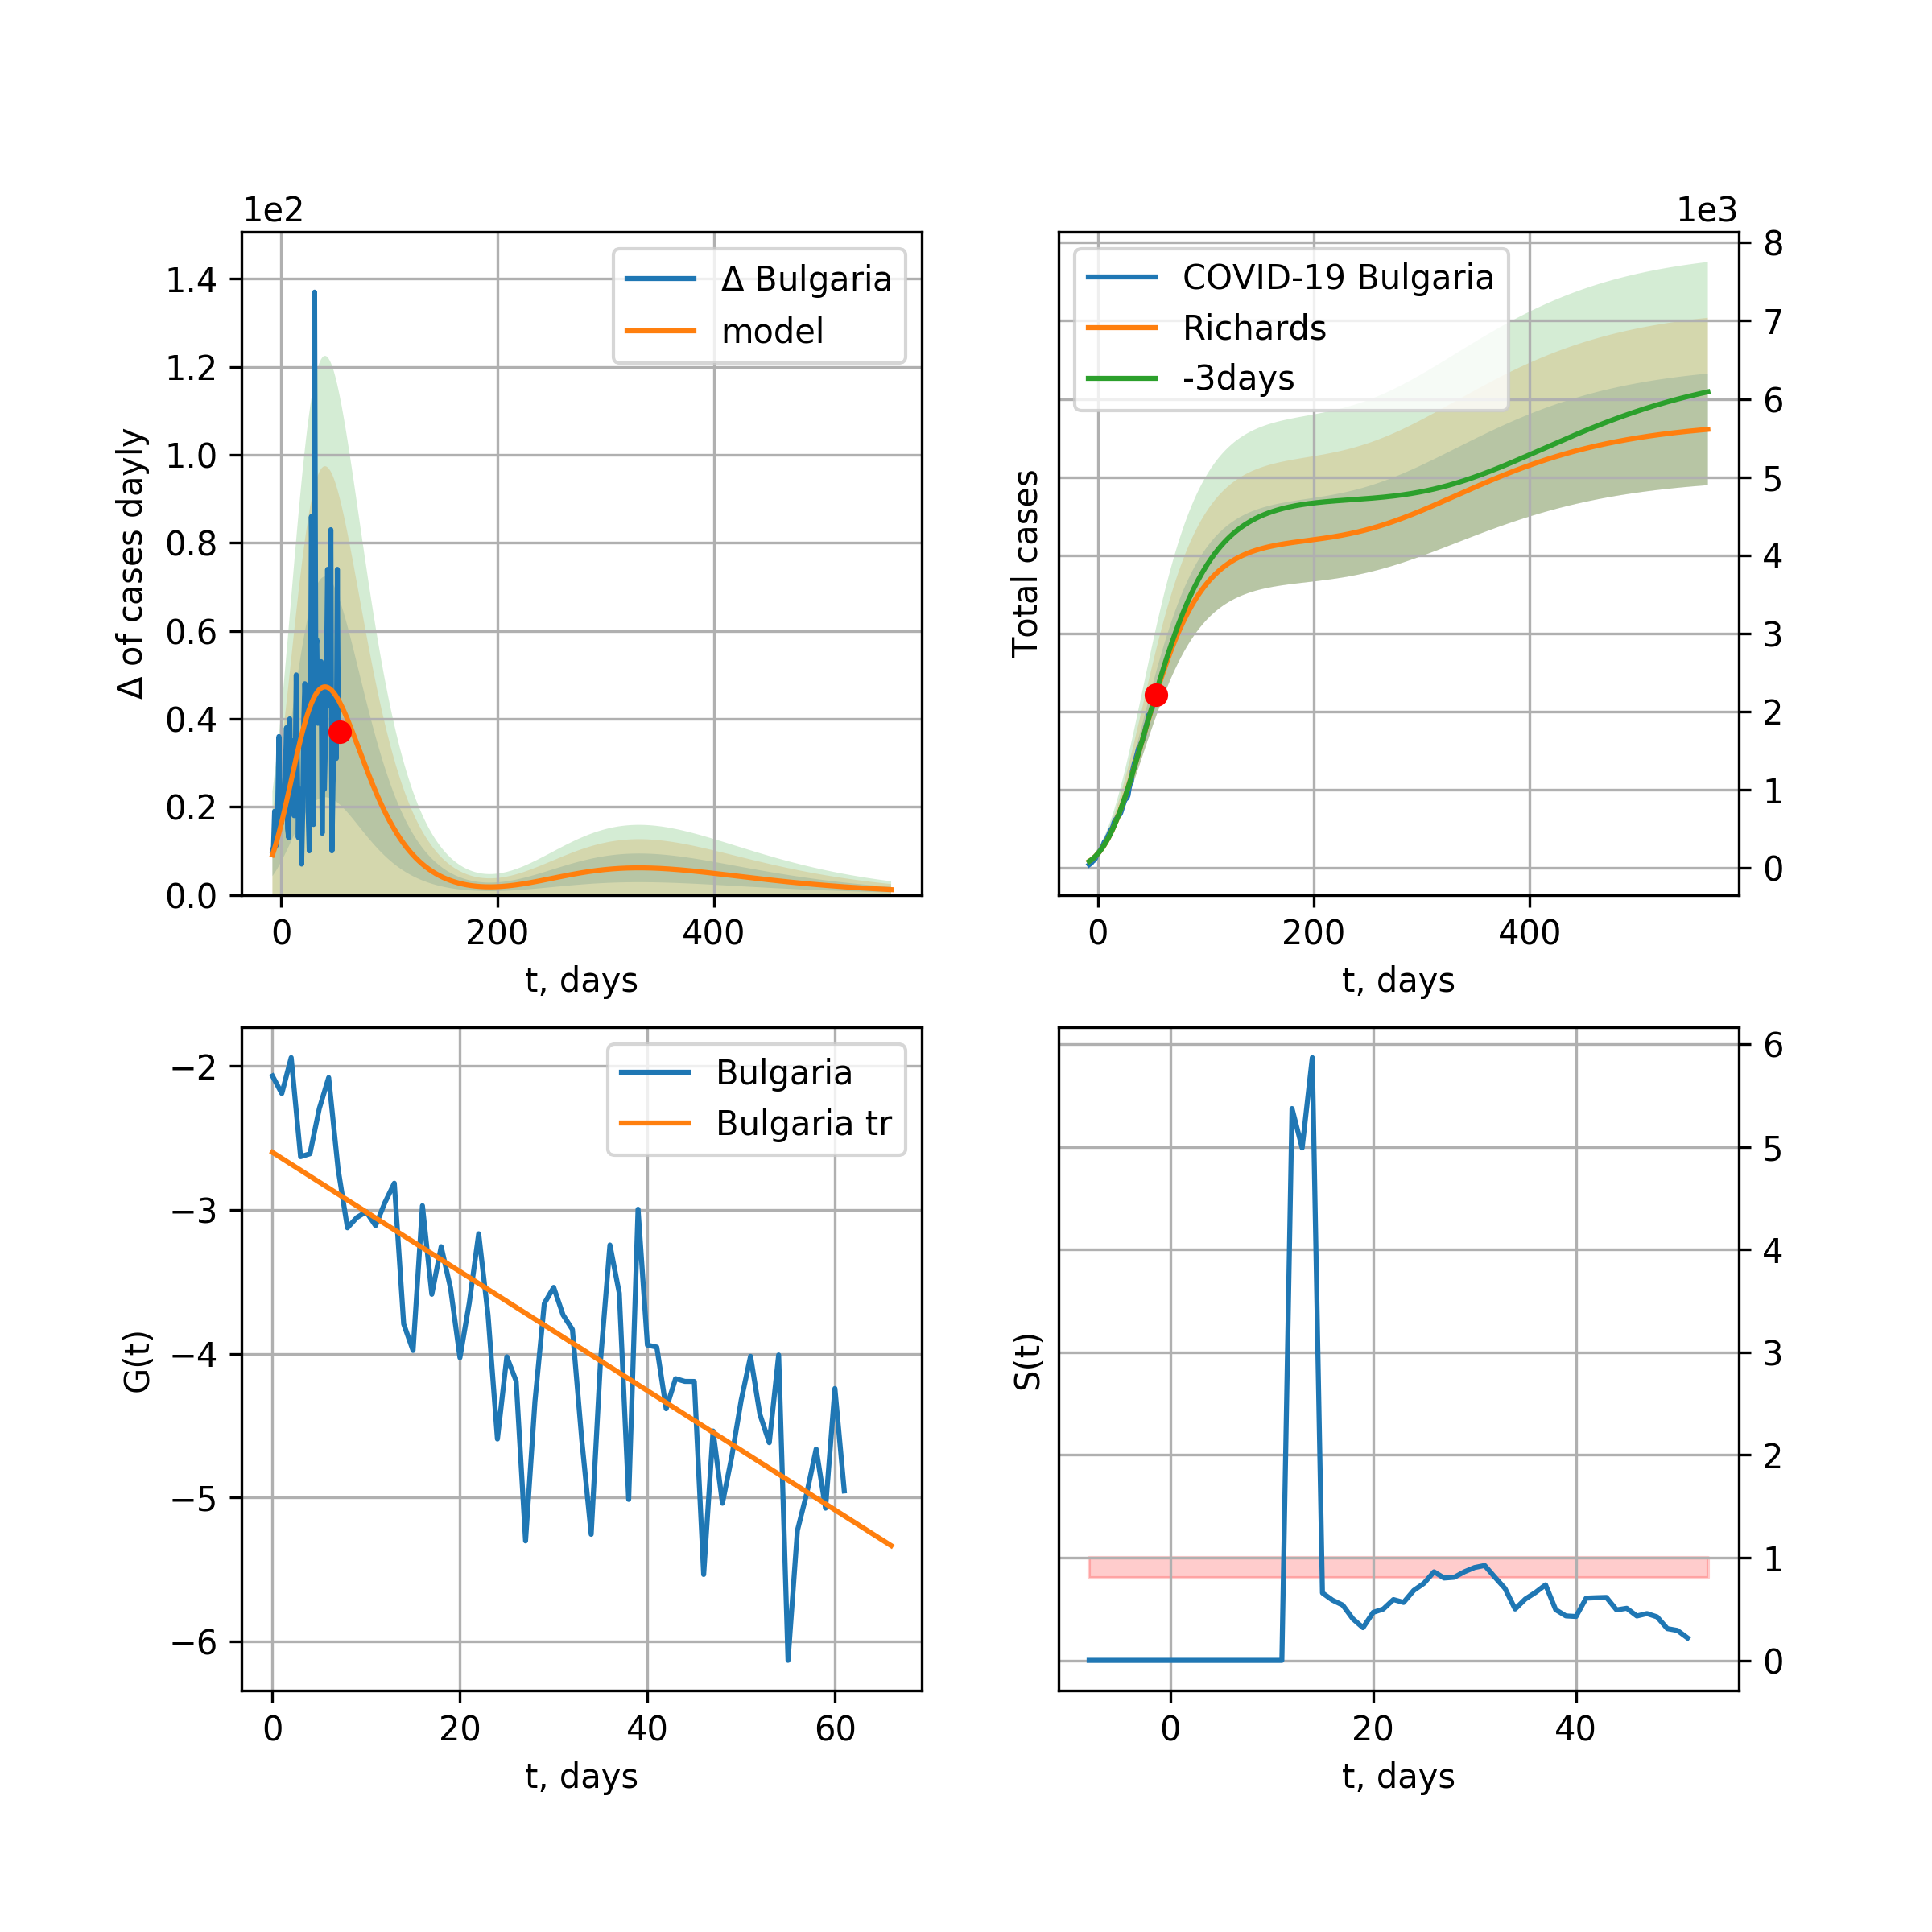 1e2
Δ Bulgaria
model
1.4
1.2
1.0
0.8
0.6
0.4
0.2
0.0
Δ of cases dayly
0 200 400
t, days
1e3
COVID-19 Bulgaria
Richards
-3days
8
7
6
5
4
3
2
1
0
Total cases
0 200 400
t, days
Bulgaria
Bulgaria tr
−2
−3
−4
−5
−6
G(t)
0 20 40 60
t, days
6
5
4
3
2
1
0
S(t)
0 20 40
t, days